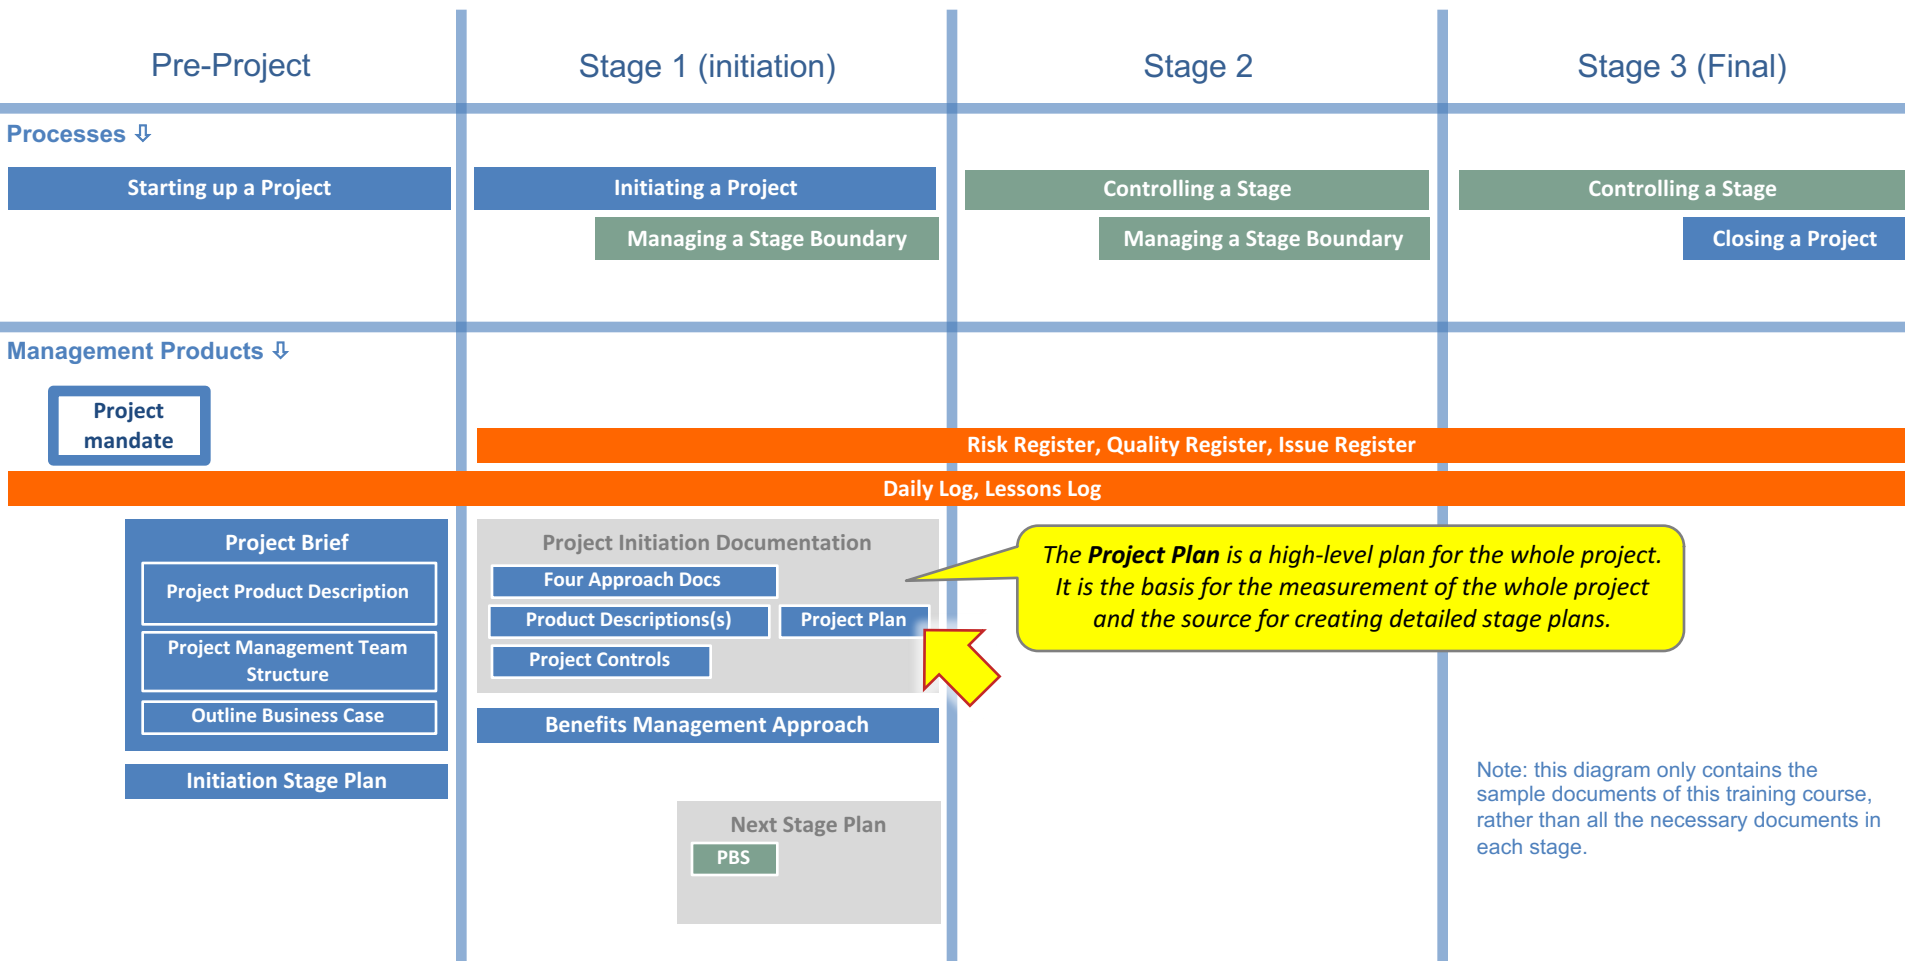 Pre-Project
Stage 1 (initiation)
Stage 2
Stage 3 (Final)
Processes ⇩
Starting up a Project
Initiating a Project
Controlling a Stage
Controlling a Stage
Managing a Stage Boundary
Managing a Stage Boundary
Closing a Project
Management Products ⇩
Project
mandate
Risk Register, Quality Register, Issue Register
Daily Log, Lessons Log
Project Brief
Project Product Description
Project Management Team
Structure
Outline Business Case
Initiation Stage Plan
Project Initiation Documentation
Four Approach Docs
Product Descriptions(s)
Project Plan
Project Controls
Benefits Management Approach
Next Stage Plan
PBS
The Project Plan is a high-level plan for the whole project.
It is the basis for the measurement of the whole project
and the source for creating detailed stage plans.
Note: this diagram only contains the
sample documents of this training course,
rather than all the necessary documents in
each stage.